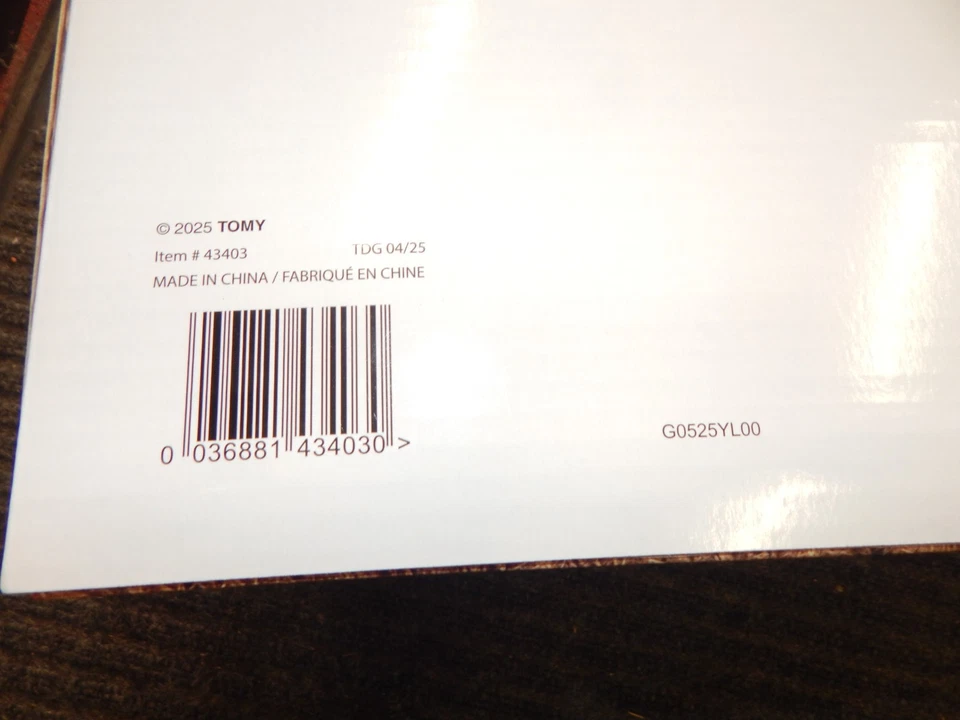 © 2025 TOMY
Item # 43403 TDG 04/25
MADE IN CHINA / FABRIQUÉ EN CHINE
0 036881 434030 >
G0525YL00